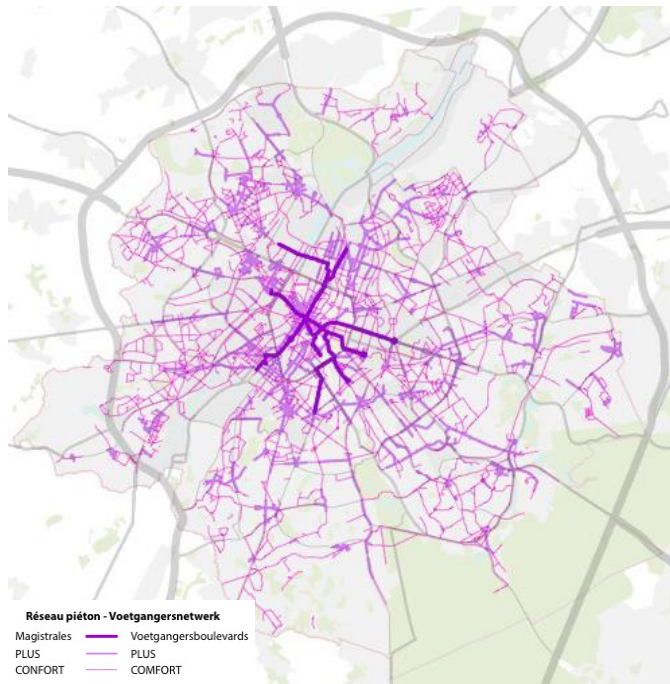 Réseau piéton - Voetgangersnetwerk
Magistrales Voetgangersboulevards
PLUS PLUS
CONFORT COMFORT